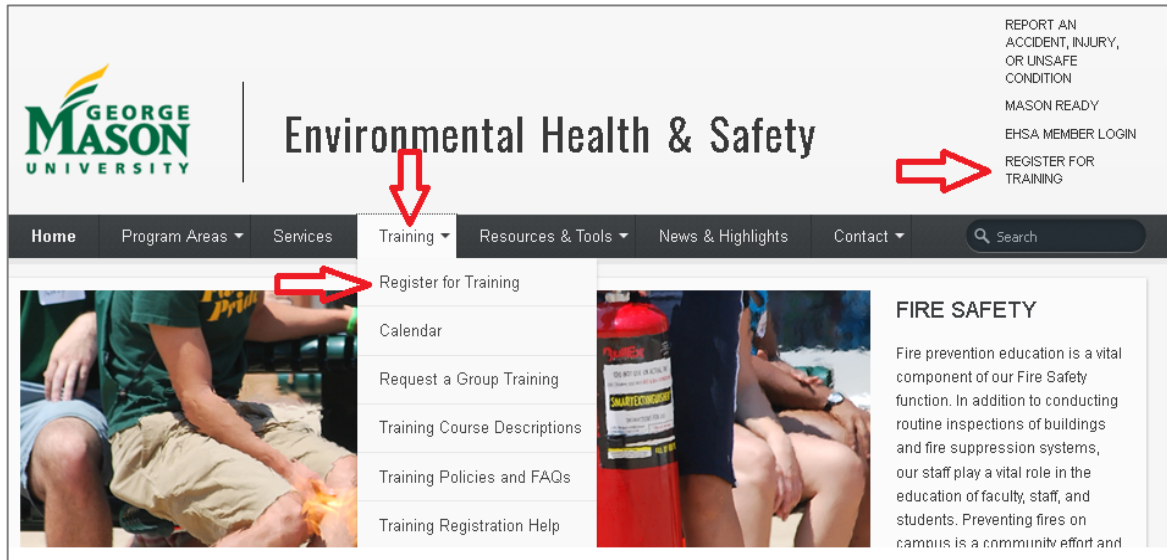 REPORT AN
ACCIDENT, INJURY,
OR UNSAFE
CONDITION
MASON READY
EHSA MEMBER LOGIN
REGISTER FOR
TRAINING
GEORGE
MASON
UNIVERSITY
Environmental Health & Safety
Home Program Areas Services Training Resources & Tools News & Highlights Contact Search
Register for Training
Calendar
Request a Group Training
Training Course Descriptions
Training Policies and FAQs
Training Registration Help
Pride
SMARTEXTINGUISHER
FIRE SAFETY
Fire prevention education is a vital
component of our Fire Safety
function. In addition to conducting
routine inspections of buildings
and fire suppression systems,
our staff play a vital role in the
education of faculty, staff, and
students. Preventing fires on
campus is a community effort and